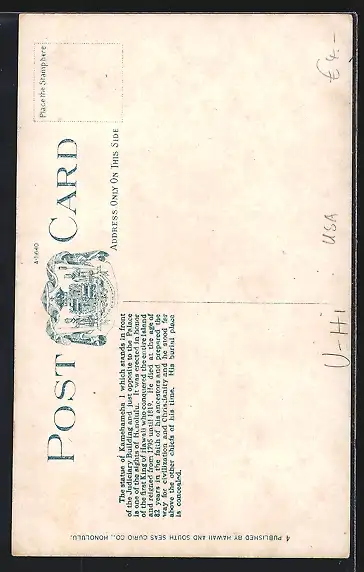 A-5640
POST CARD
Place the Stamp here
ADDRESS ONLY ON THIS SIDE
The statue of Kamehameha I which stands in front
of the Judiciary Building and just opposite to the Palace
is one of the sights of Honolulu. It was erected in honor
of the first King of Hawaii who conquered the entire island
and reigned from 1795 until 1819. He died at the age of
82 years in the faith of his ancestors and prepared the
way for civilization and Christianity and he stood far
above the other chiefs of his time. His burial place
is concealed.
4 PUBLISHED BY HAWAII AND SOUTH SEAS CURIO CO., HONOLULU.
U-HI USA € 4.-